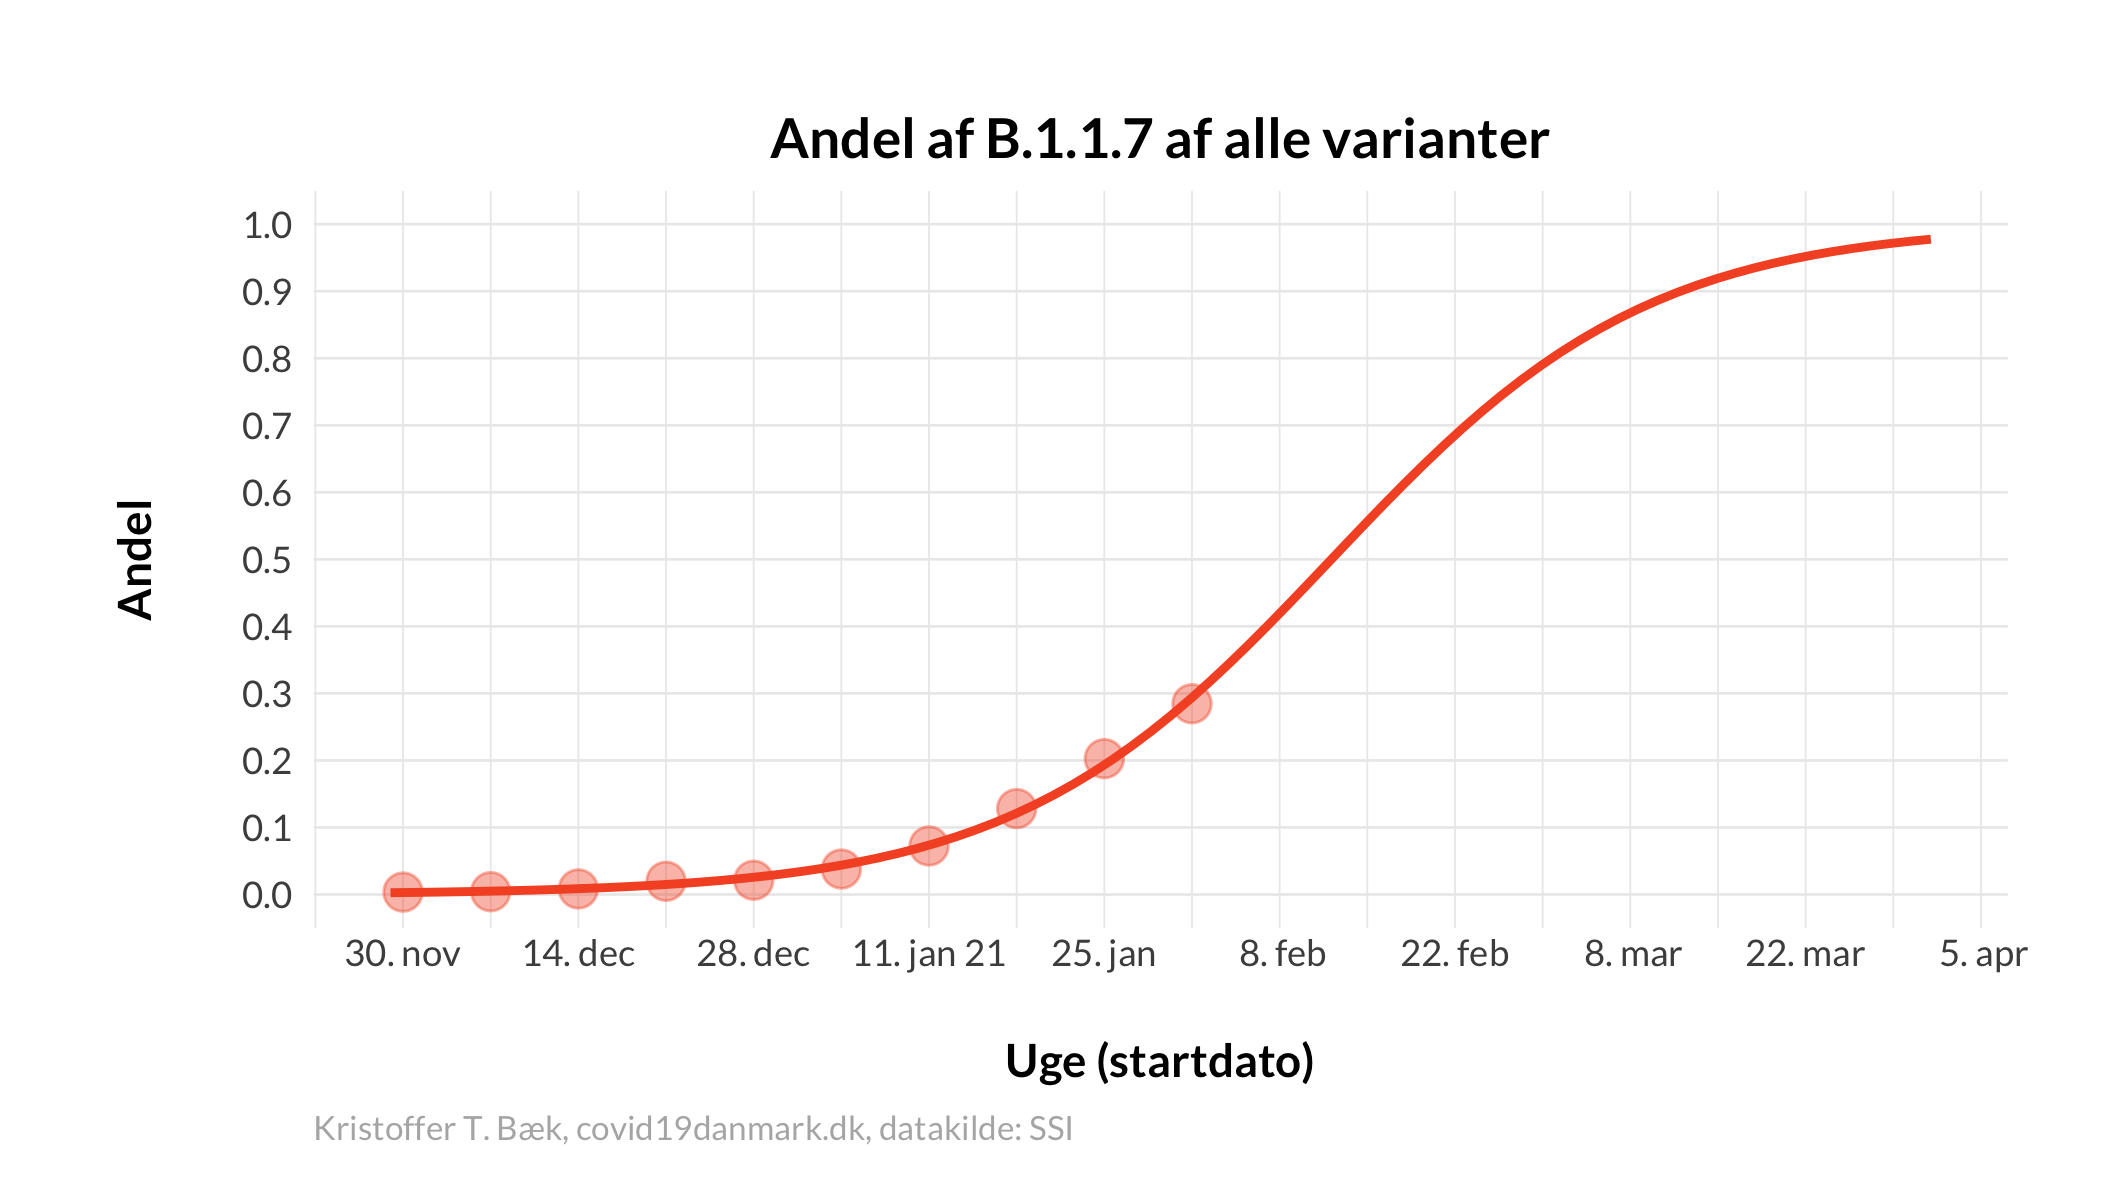 Andel af B.1.1.7 af alle varianter
Andel
1.0
0.9
0.8
0.7
0.6
0.5
0.4
0.3
0.2
0.1
0.0
30. nov 14. dec 28. dec 11. jan 21 25. jan 8. feb 22. feb 8. mar 22. mar 5. apr
Uge (startdato)
Kristoffer T. Bæk, covid19danmark.dk, datakilde: SSI